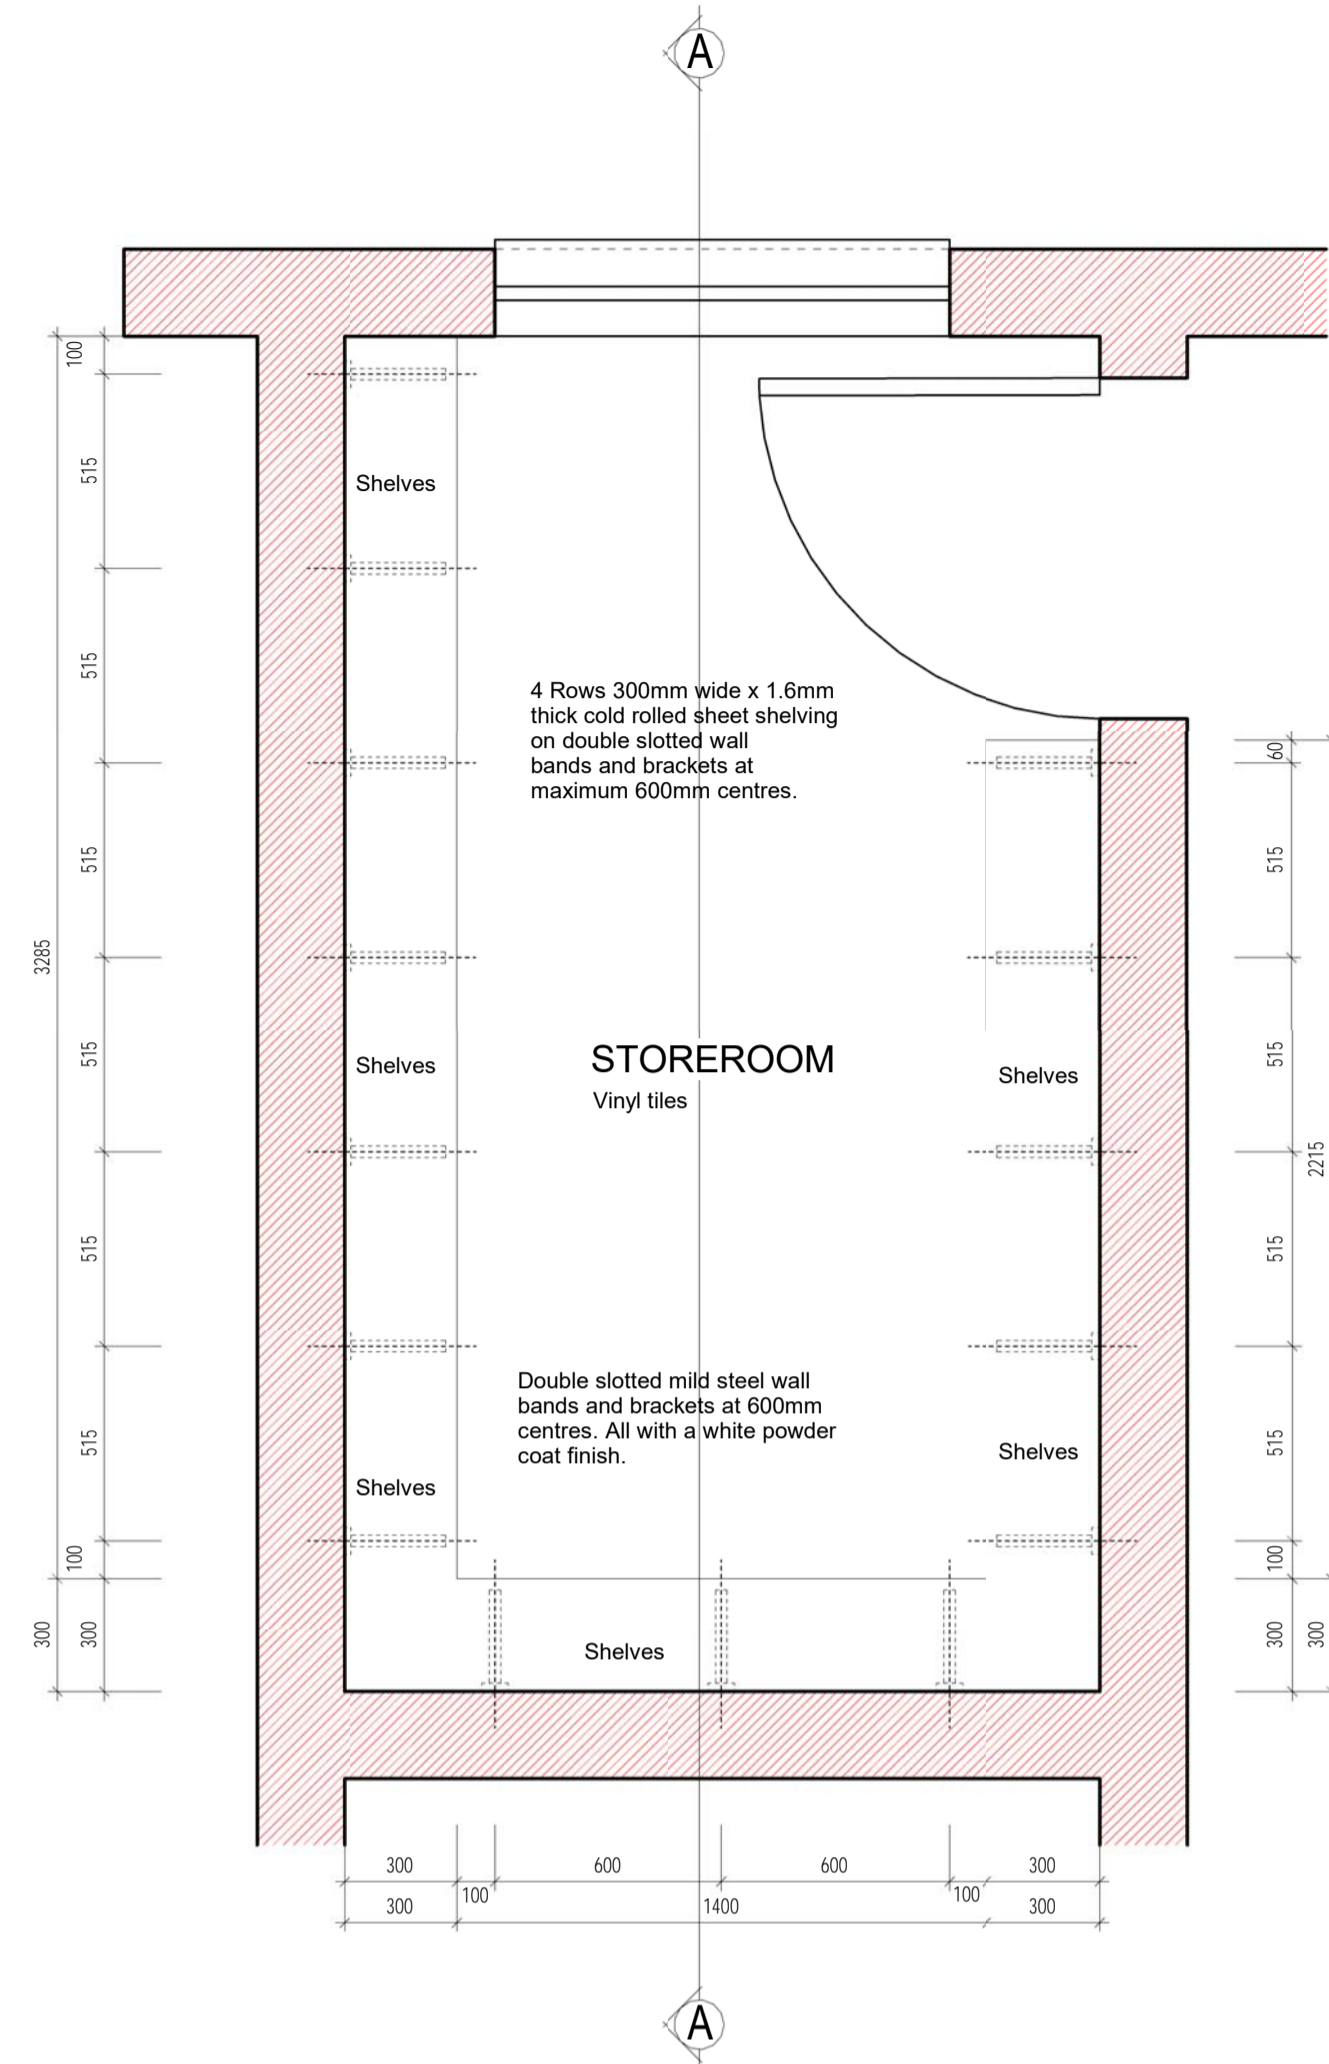 A
100
515
Shelves
515
4 Rows 300mm wide x 1.6mm
thick cold rolled sheet shelving
on double slotted wall
bands and brackets at
maximum 600mm centres.
60
515
515
3285
515
515
STOREROOM
Shelves
Shelves
Vinyl tiles
2215
515
515
Double slotted mild steel wall
bands and brackets at 600mm
centres. All with a white powder
coat finish.
515
515
Shelves
Shelves
100
100
300
300
Shelves
300
300
300
600
600
300
100
100
300
1400
300
A